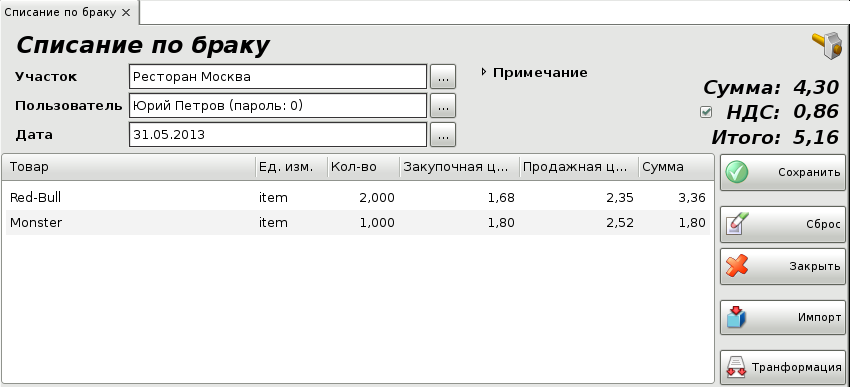 Списание по браку
Списание по браку
Участок Ресторан Москва ...
Примечание
Пользователь Юрий Петров (пароль: 0) ...
Дата 31.05.2013 ...
Сумма: 4,30
НДС: 0,86
Итого: 5,16
Товар Ед. изм. Кол-во Закупочная ц... Продажная ц... Сумма
Red-Bull item 2,000 1,68 2,35 3,36
Monster item 1,000 1,80 2,52 1,80
Сохранить
Сброс
Закрыть
Импорт
Транформация